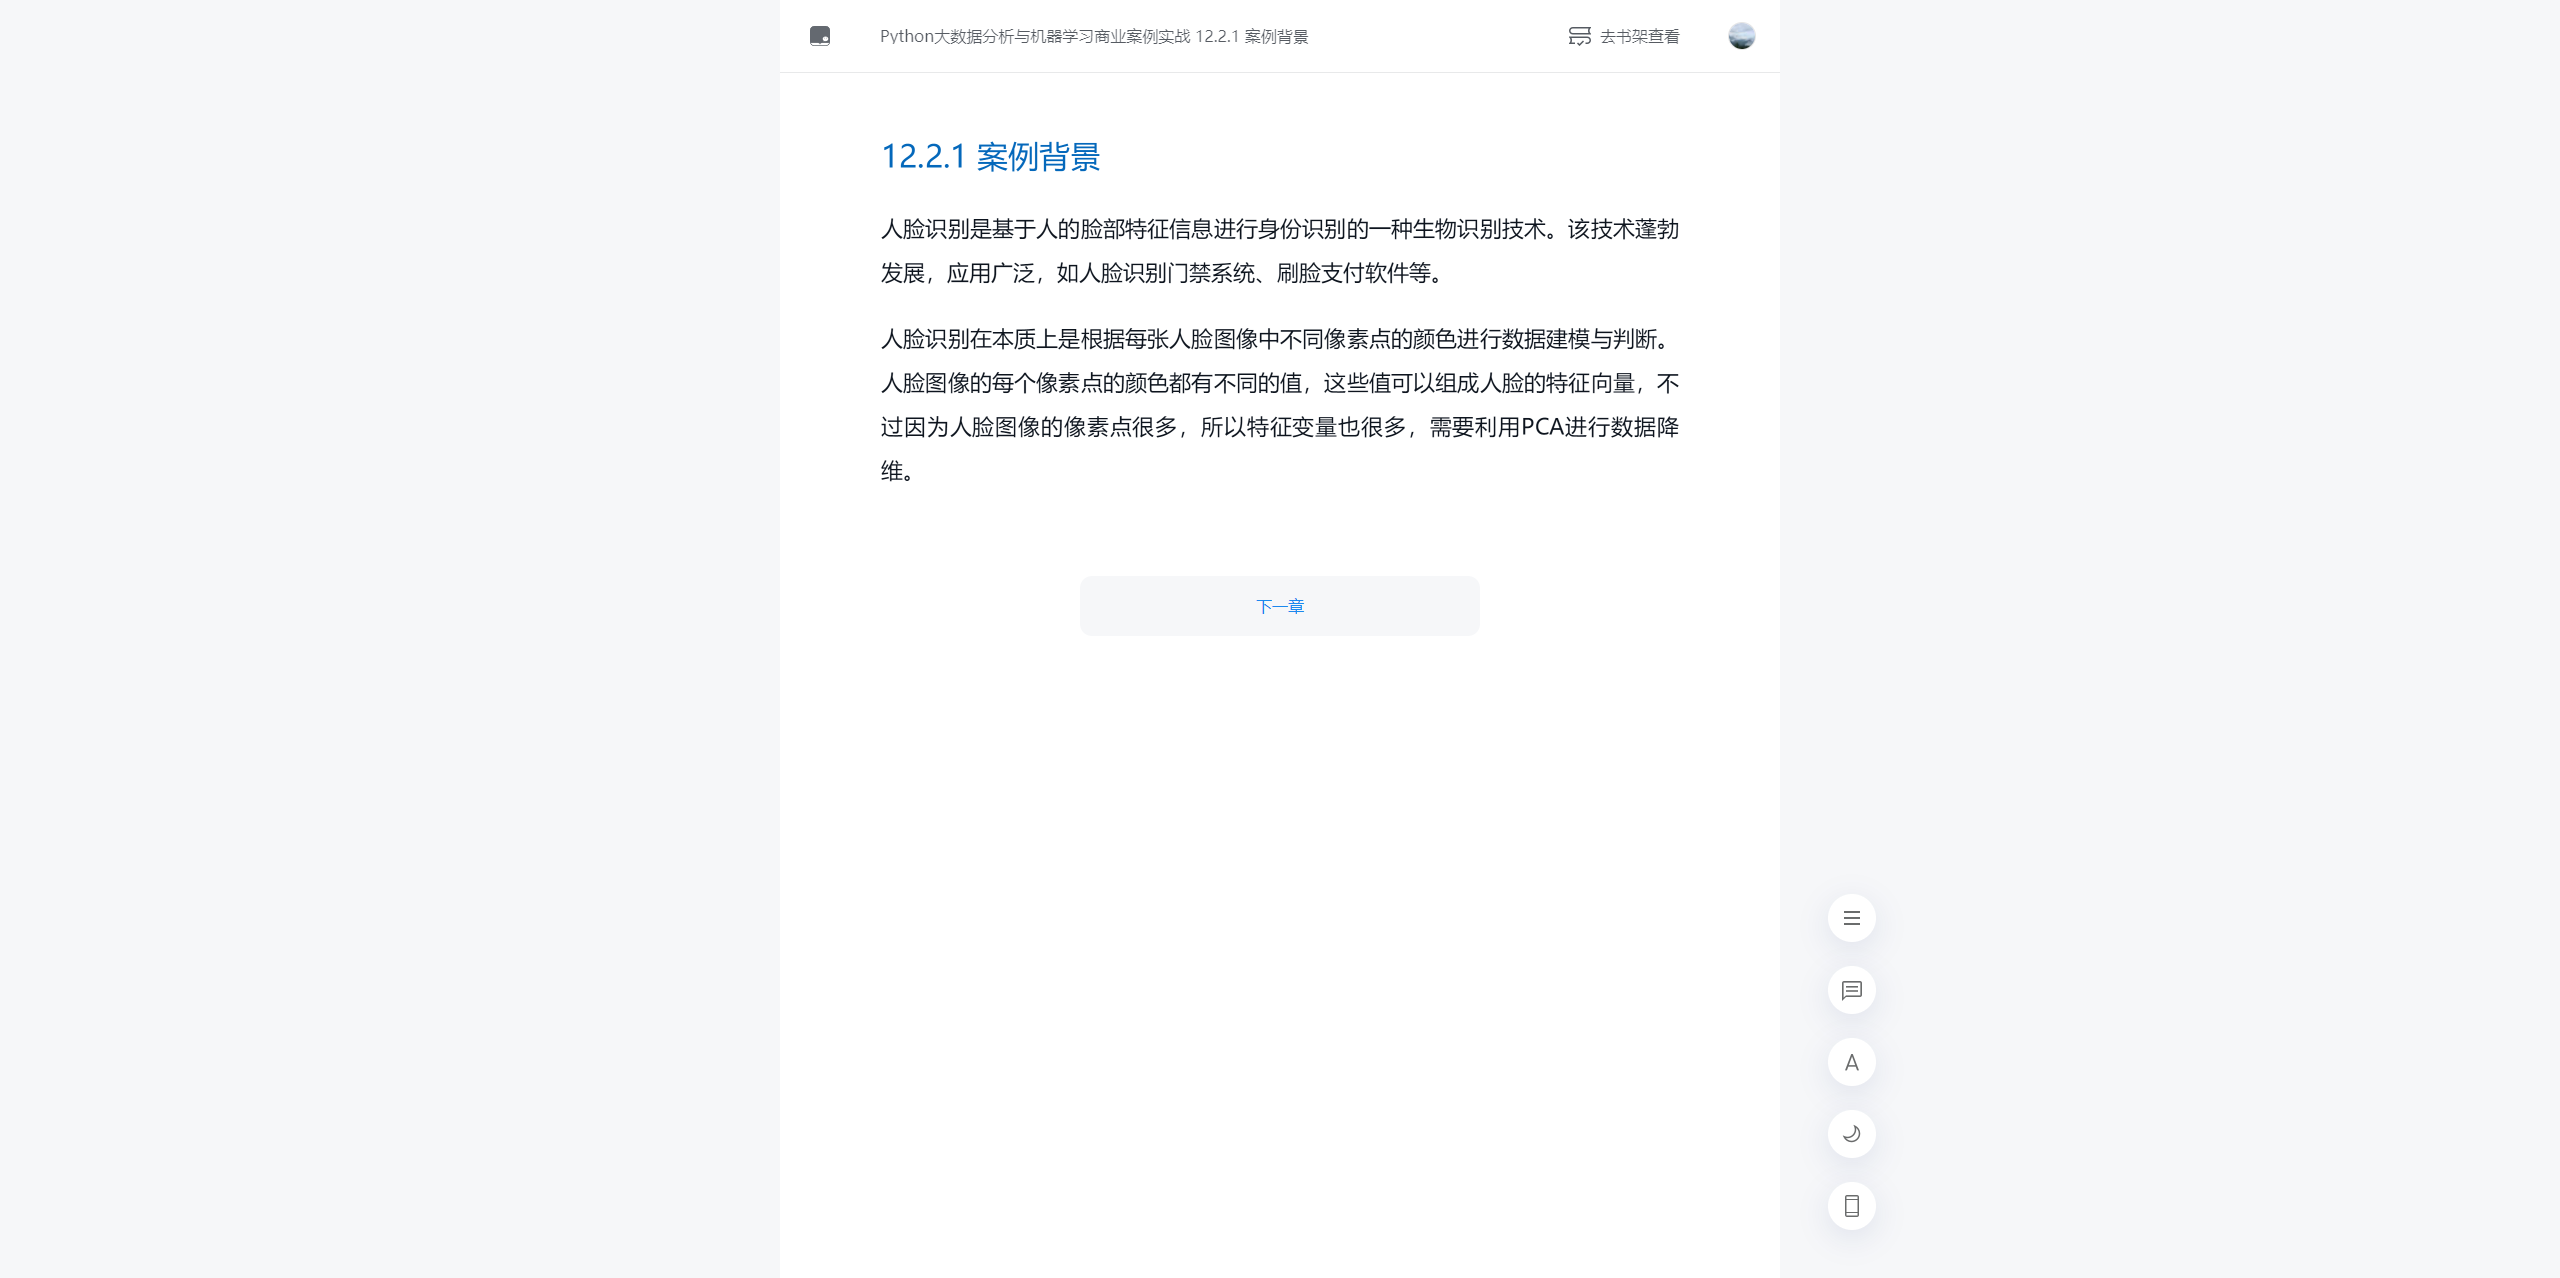 Python大数据分析与机器学习商业案例实战 12.2.1 案例背景
去书架查看
12.2.1 案例背景
人脸识别是基于人的脸部特征信息进行身份识别的一种生物识别技术。该技术蓬勃
发展，应用广泛，如人脸识别门禁系统、刷脸支付软件等。
人脸识别在本质上是根据每张人脸图像中不同像素点的颜色进行数据建模与判断。
人脸图像的每个像素点的颜色都有不同的值，这些值可以组成人脸的特征向量，不
过因为人脸图像的像素点很多，所以特征变量也很多，需要利用PCA进行数据降
维。
下一章
A